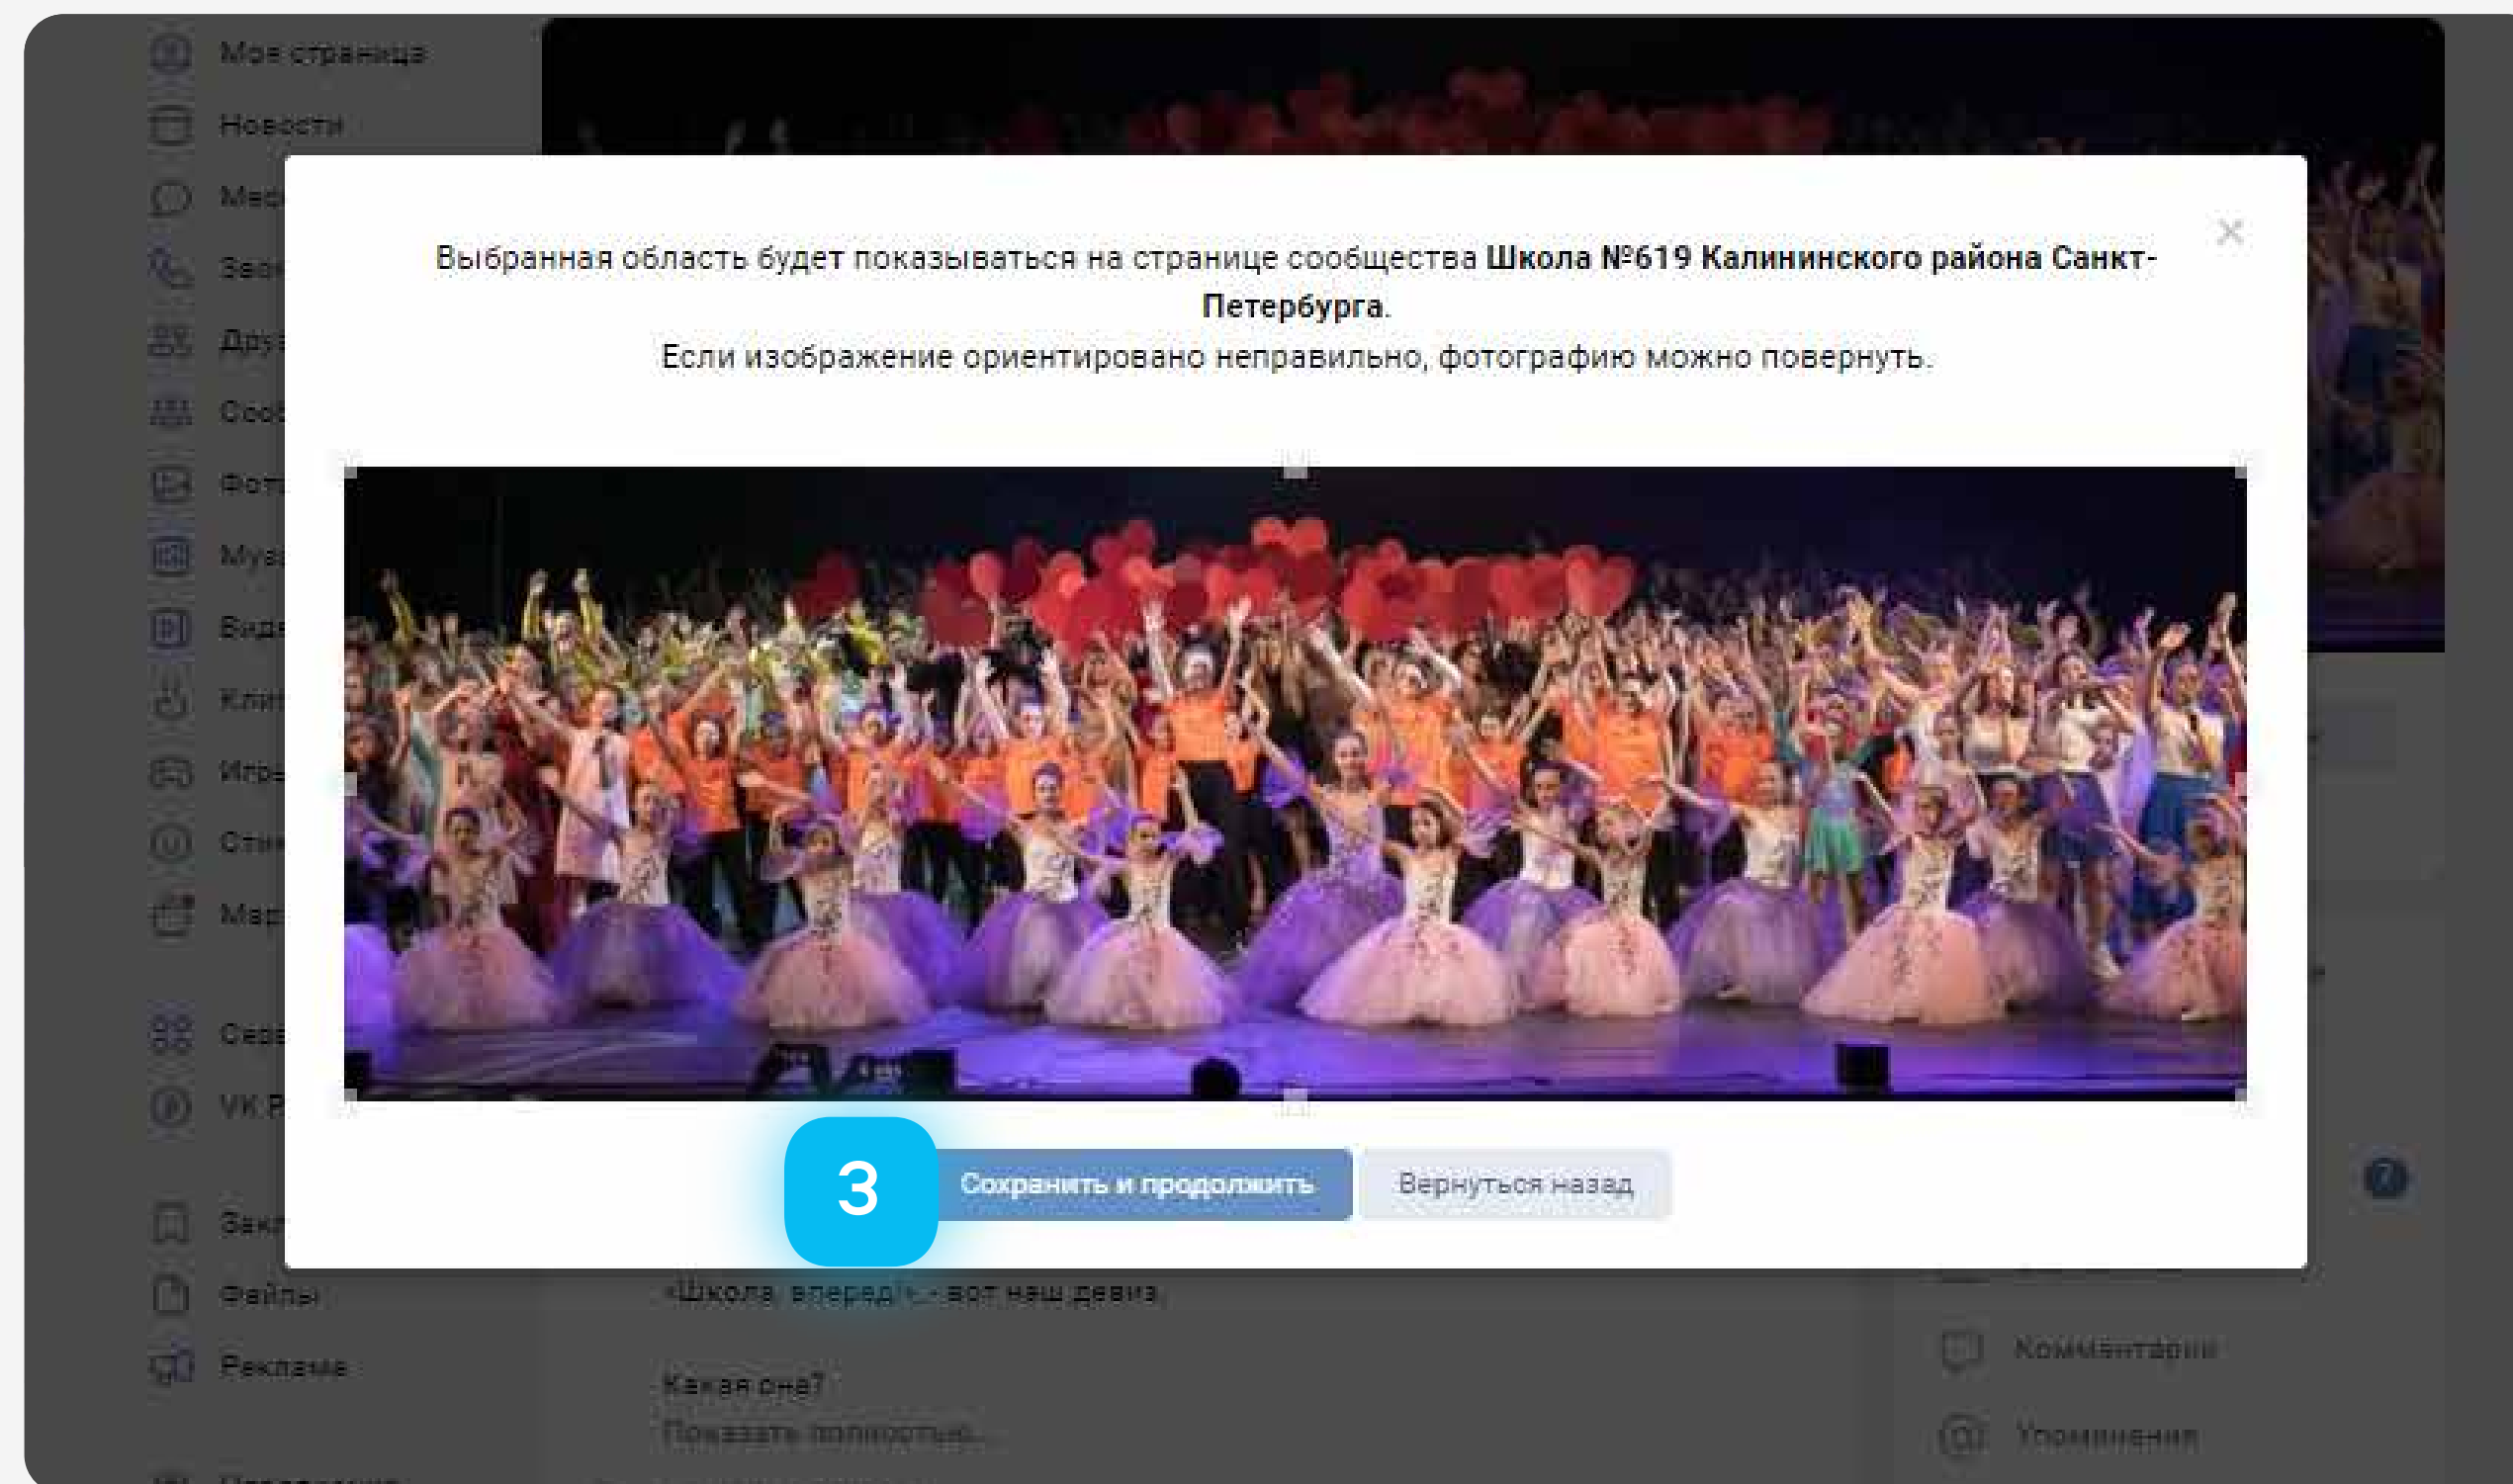 Моя страница
Новости
Выбранная область будет показываться на странице сообщества Школа №619 Калининского района Санкт-
Петербурга.
Если изображение ориентировано неправильно, фотографию можно повернуть.
3
Сохранить и продолжить
Вернуться назад
Файлы
Реклама
«Школа, вперед!» - вот наш девиз.
Какая она?
Показать полностью...
Комментарии
Упоминания